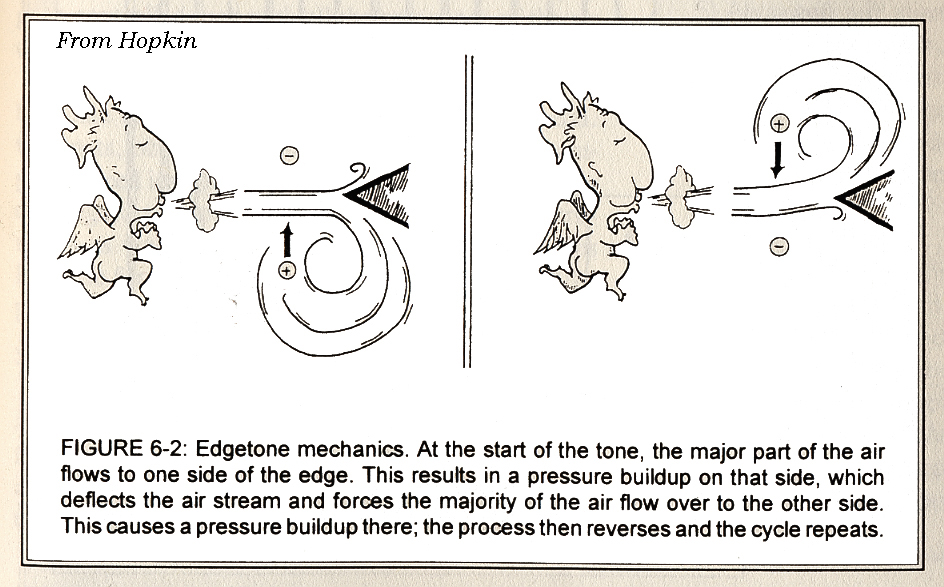 From Hopkin
FIGURE 6-2: Edgetone mechanics. At the start of the tone, the major part of the air
flows to one side of the edge. This results in a pressure buildup on that side, which
deflects the air stream and forces the majority of the air flow over to the other side.
This causes a pressure buildup there; the process then reverses and the cycle repeats.